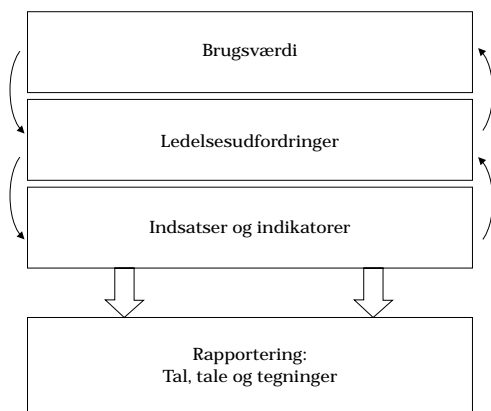 Brugsværdi
Ledelsesudfordringer
Indsatser og indikatorer
Rapportering:
Tal, tale og tegninger